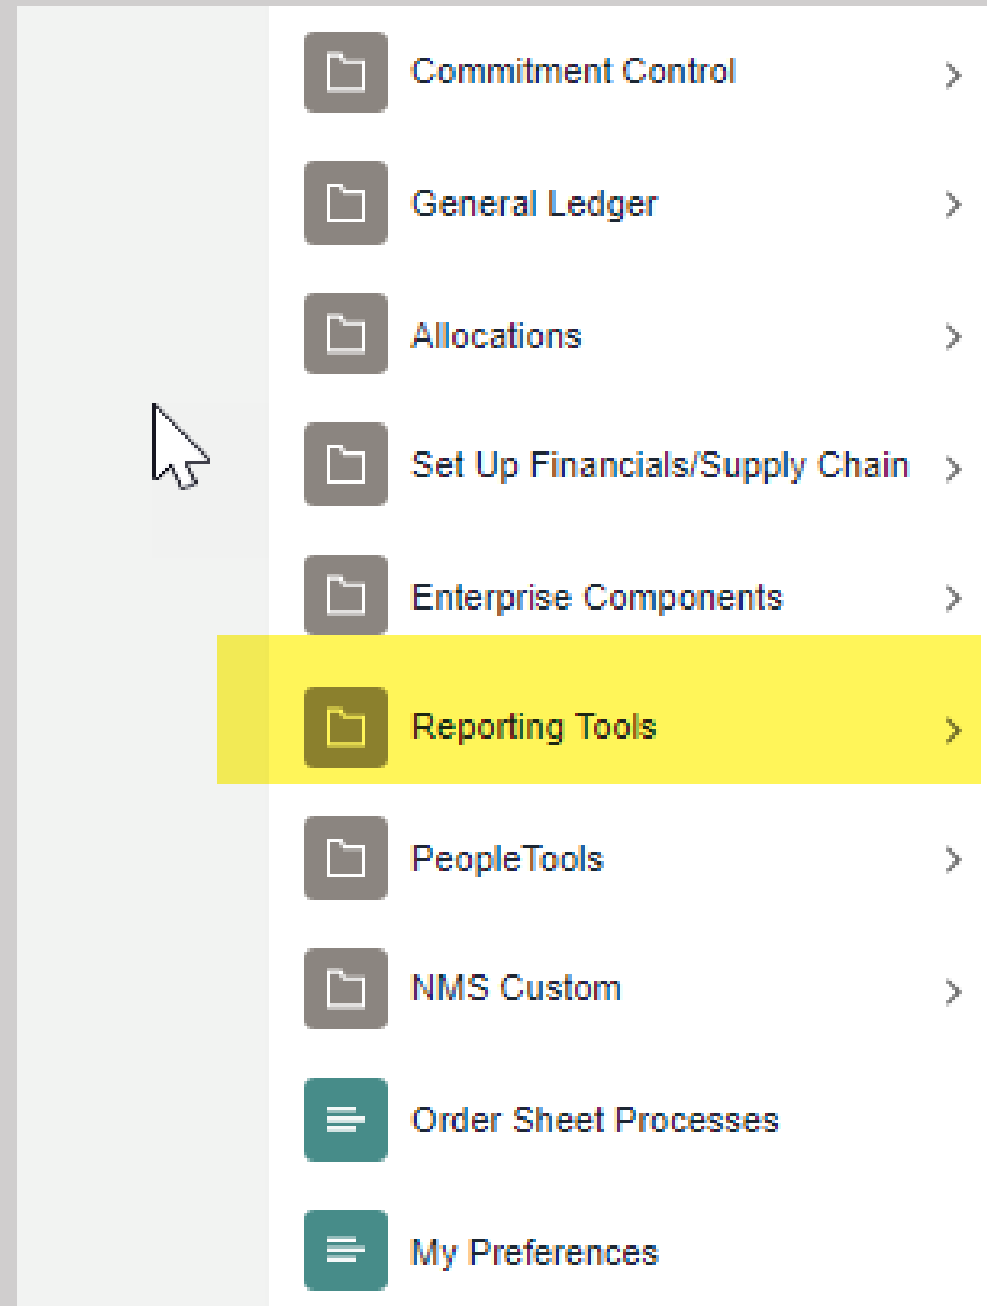 Commitment Control
General Ledger
Allocations
Set Up Financials/Supply Chain
Enterprise Components
Reporting Tools
PeopleTools
NMS Custom
Order Sheet Processes
My Preferences